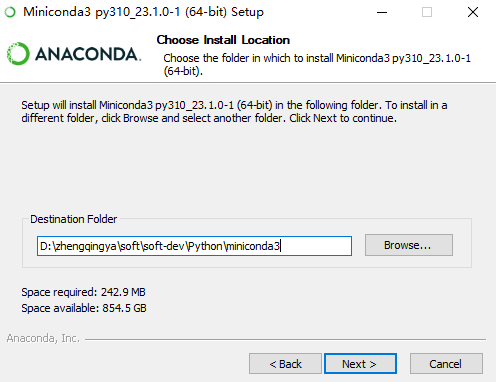 Miniconda3 py310_23.1.0-1 (64-bit) Setup
ANACONDA.
Choose Install Location
Choose the folder in which to install Miniconda3 py310_23.1.0-1
(64-bit).
Setup will install Miniconda3 py310_23.1.0-1 (64-bit) in the following folder. To install in a
different folder, click Browse and select another folder. Click Next to continue.
Destination Folder
D:\zhengqingya\soft\soft-dev\Python\miniconda3
Browse...
Space required: 242.9 MB
Space available: 854.5 GB
Anaconda, Inc.
< Back
Next >
Cancel